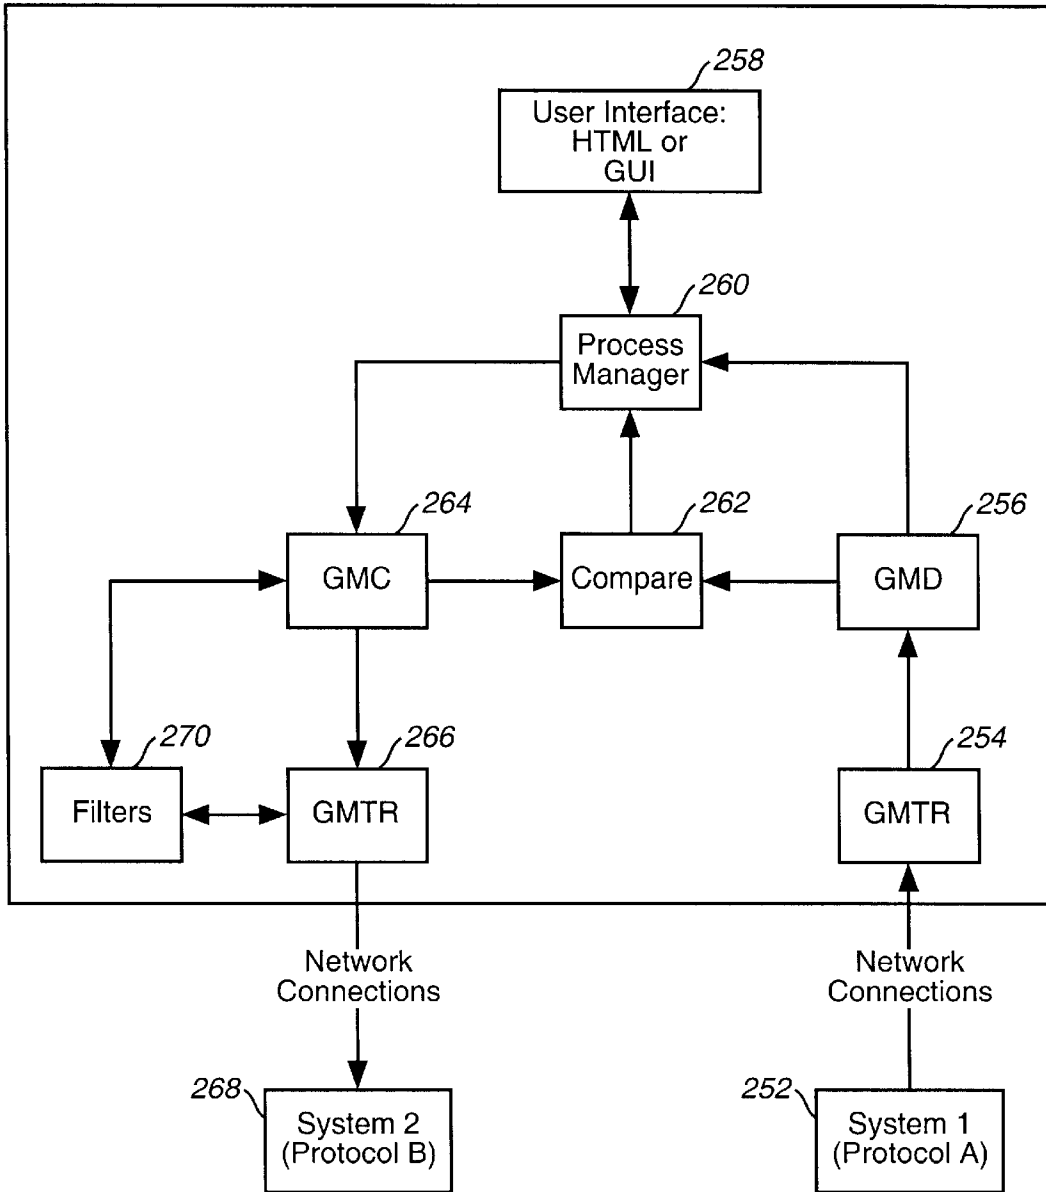 258
User Interface:
HTML or
GUI
260
Process
Manager
264
262
256
GMC
Compare
GMD
270
266
254
Filters
GMTR
GMTR
Network
Connections
Network
Connections
268
252
System 2
(Protocol B)
System 1
(Protocol A)